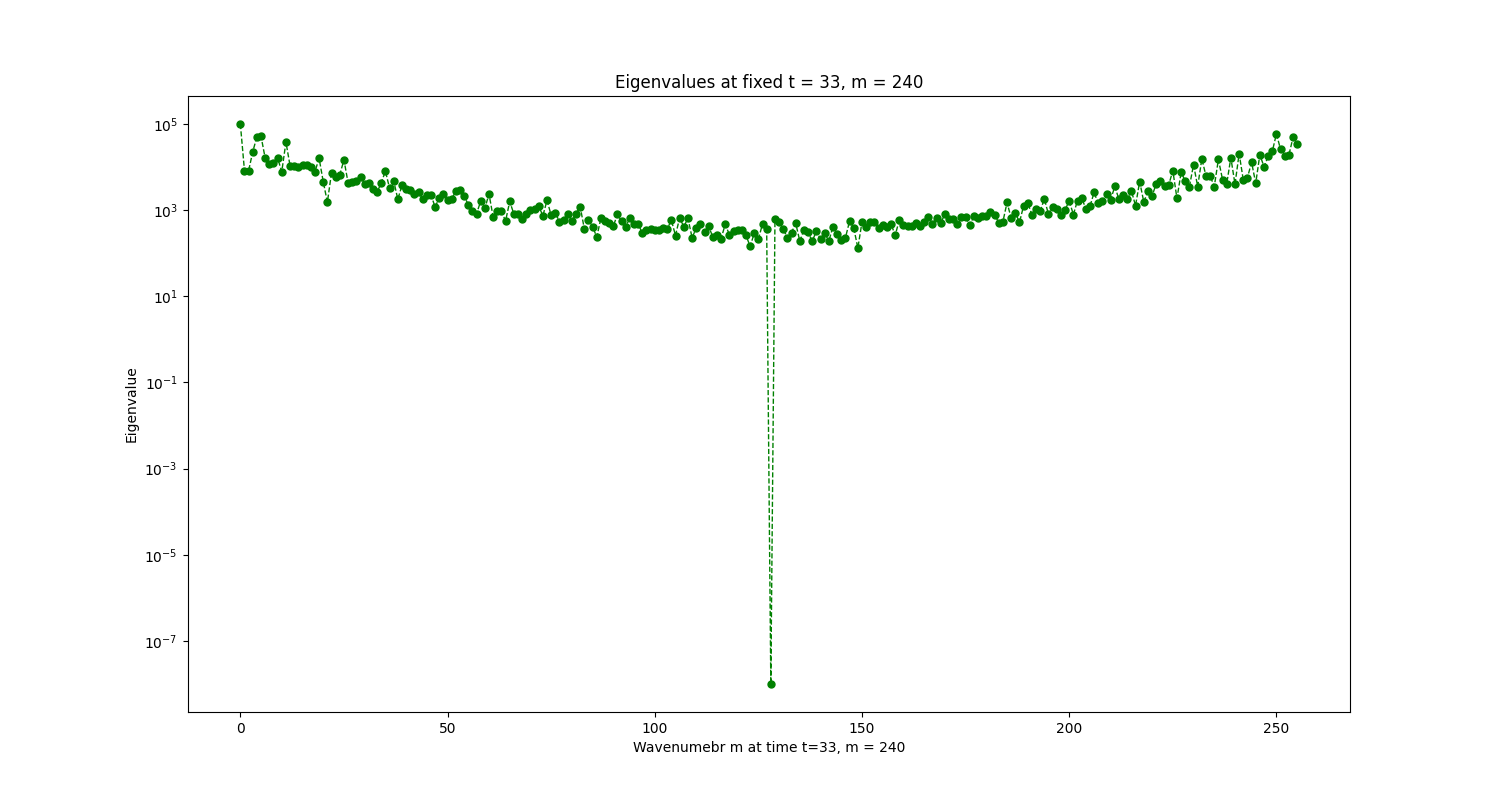 Eigenvalues at fixed t = 33, m = 240
10^5
10^3
10^1
10^−1
10^−3
10^−5
10^−7
Eigenvalue
0 50 100 150 200 250
Wavenumebr m at time t=33, m = 240